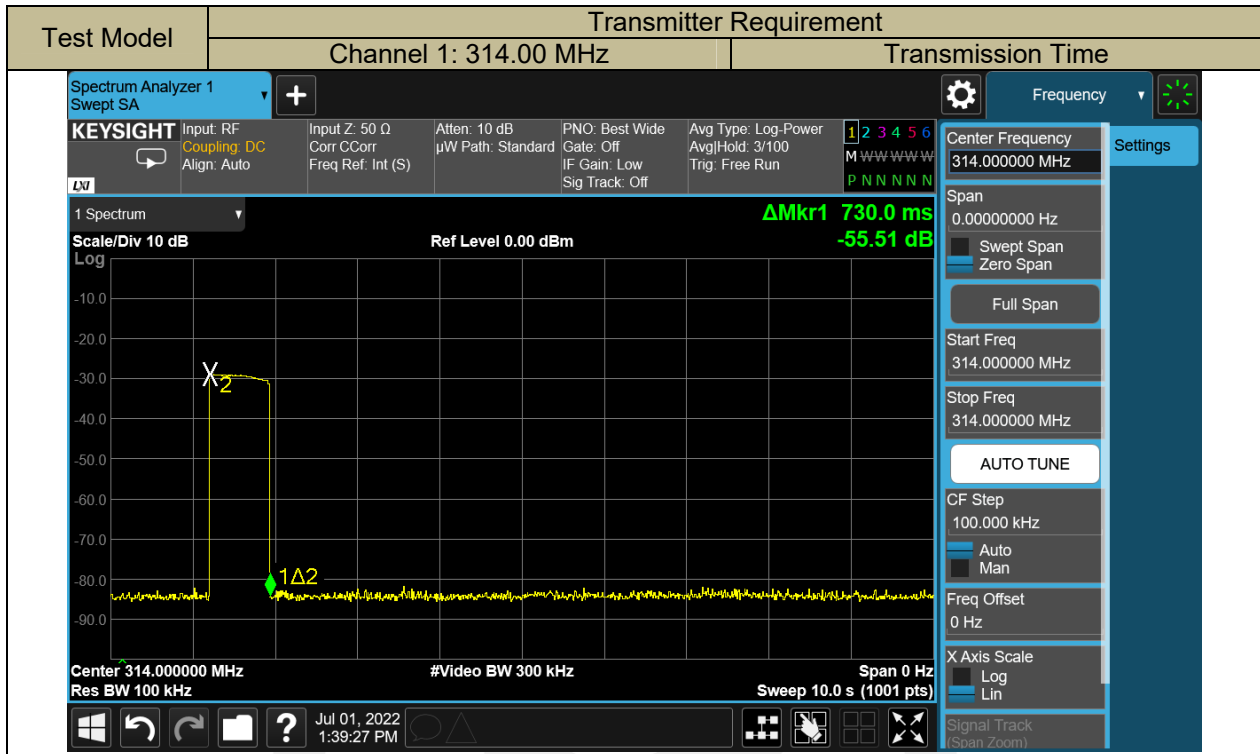 Test Model
Transmitter Requirement
Channel 1: 314.00 MHz
Transmission Time
Spectrum Analyzer 1
Swept SA
Frequency
KEYSIGHT
Input: RF
Coupling: DC
Align: Auto
Input Z: 50 Ω
Corr CCorr
Freq Ref: Int (S)
Atten: 10 dB
µW Path: Standard
PNO: Best Wide
Gate: Off
IF Gain: Low
Sig Track: Off
Avg Type: Log-Power
Avg|Hold: 3/100
Trig: Free Run
1 2 3 4 5 6
M W W W W W
P N N N N N
LXI
1 Spectrum
ΔMkr1 730.0 ms
-55.51 dB
Scale/Div 10 dB
Ref Level 0.00 dBm
Log
-10.0
-20.0
-30.0
-40.0
-50.0
-60.0
-70.0
-80.0
-90.0
X2
1Δ2
Center 314.000000 MHz
#Video BW 300 kHz
Span 0 Hz
Res BW 100 kHz
Sweep 10.0 s (1001 pts)
?
Jul 01, 2022
1:39:27 PM
Center Frequency
314.000000 MHz
Span
0.00000000 Hz
Swept Span
Zero Span
Full Span
Start Freq
314.000000 MHz
Stop Freq
314.000000 MHz
AUTO TUNE
CF Step
100.000 kHz
Auto
Man
Freq Offset
0 Hz
X Axis Scale
Log
Lin
Signal Track
(Span Zoom)
Settings